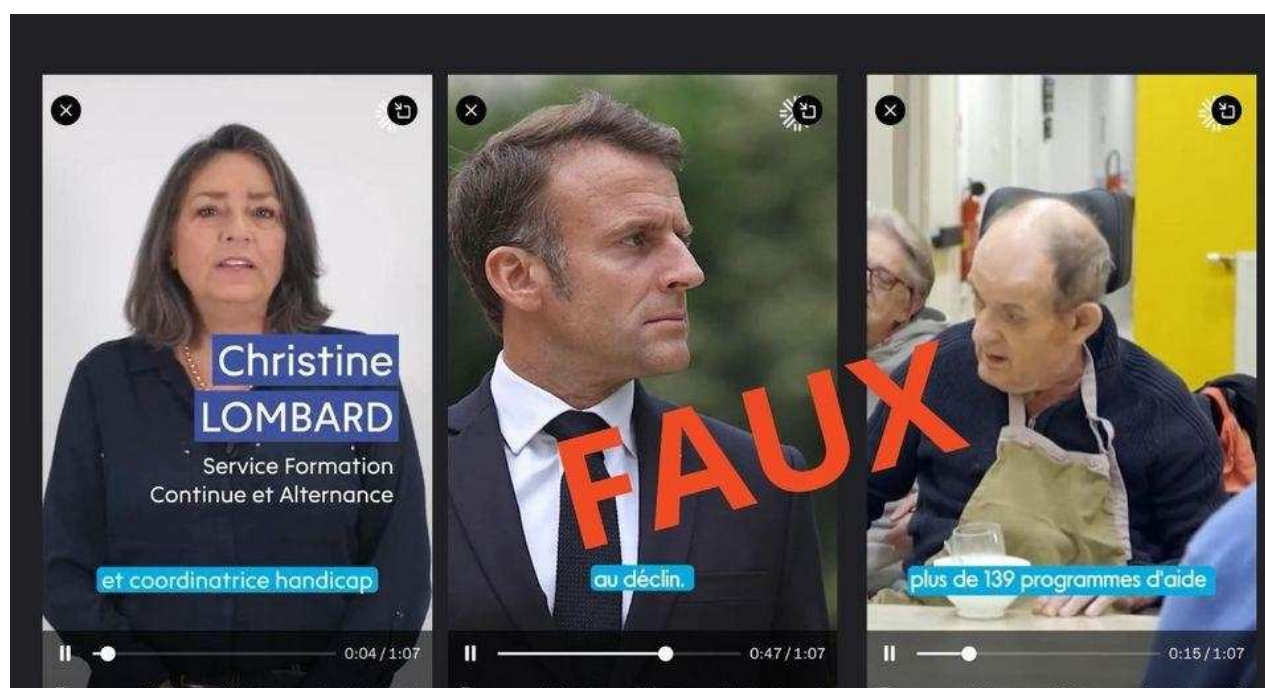 Christine
LOMBARD
Service Formation
Continue et Alternance
et coordinatrice handicap
0:04/1:07
FAUX
au déclin.
0:47/1:07
plus de 139 programmes d'aide
0:15/1:07